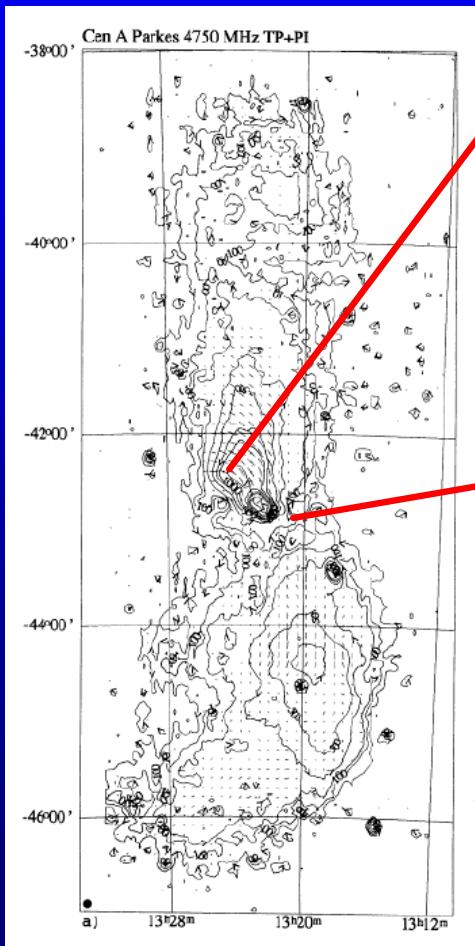 Cen A Parkes 4750 MHz TP+PI
-38°00'
-40°00'
-42°00'
-44°00'
-46°00'
a)
13ʰ28ᵐ
13ʰ20ᵐ
13ʰ12ᵐ